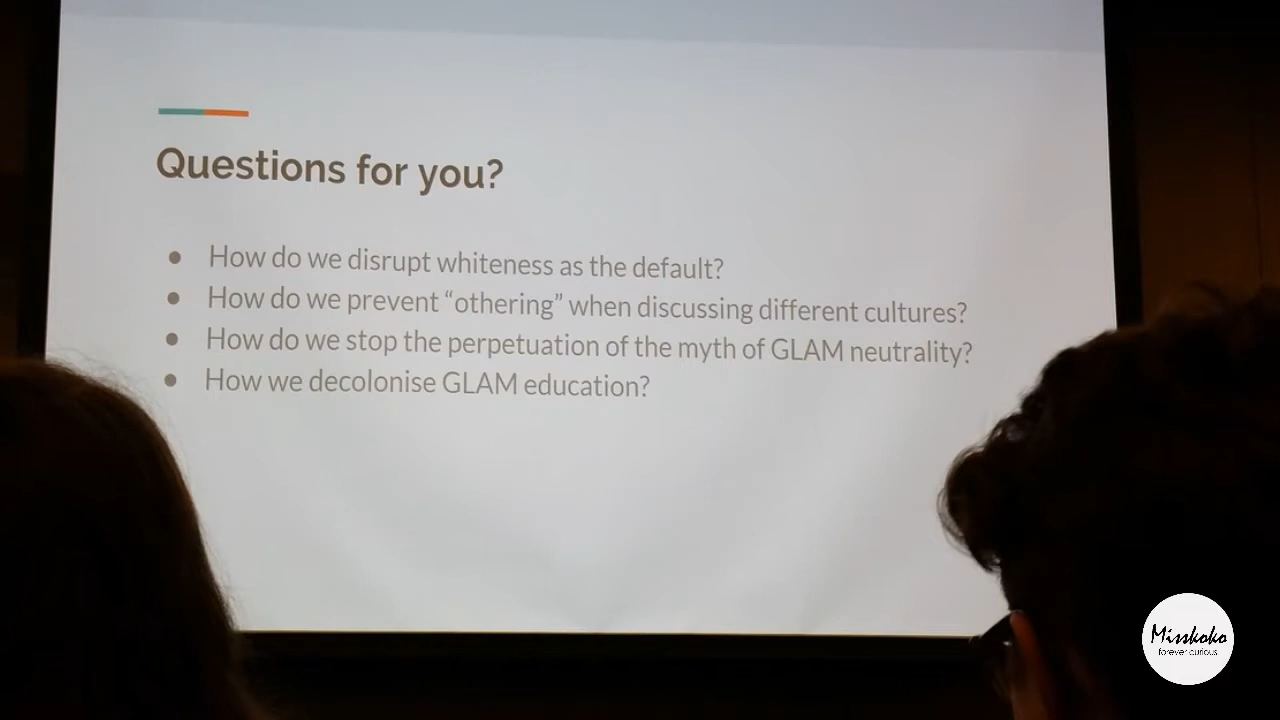 Questions for you?
● How do we disrupt whiteness as the default?
● How do we prevent “othering” when discussing different cultures?
● How do we stop the perpetuation of the myth of GLAM neutrality?
● How we decolonise GLAM education?
Misskoko
forever curious